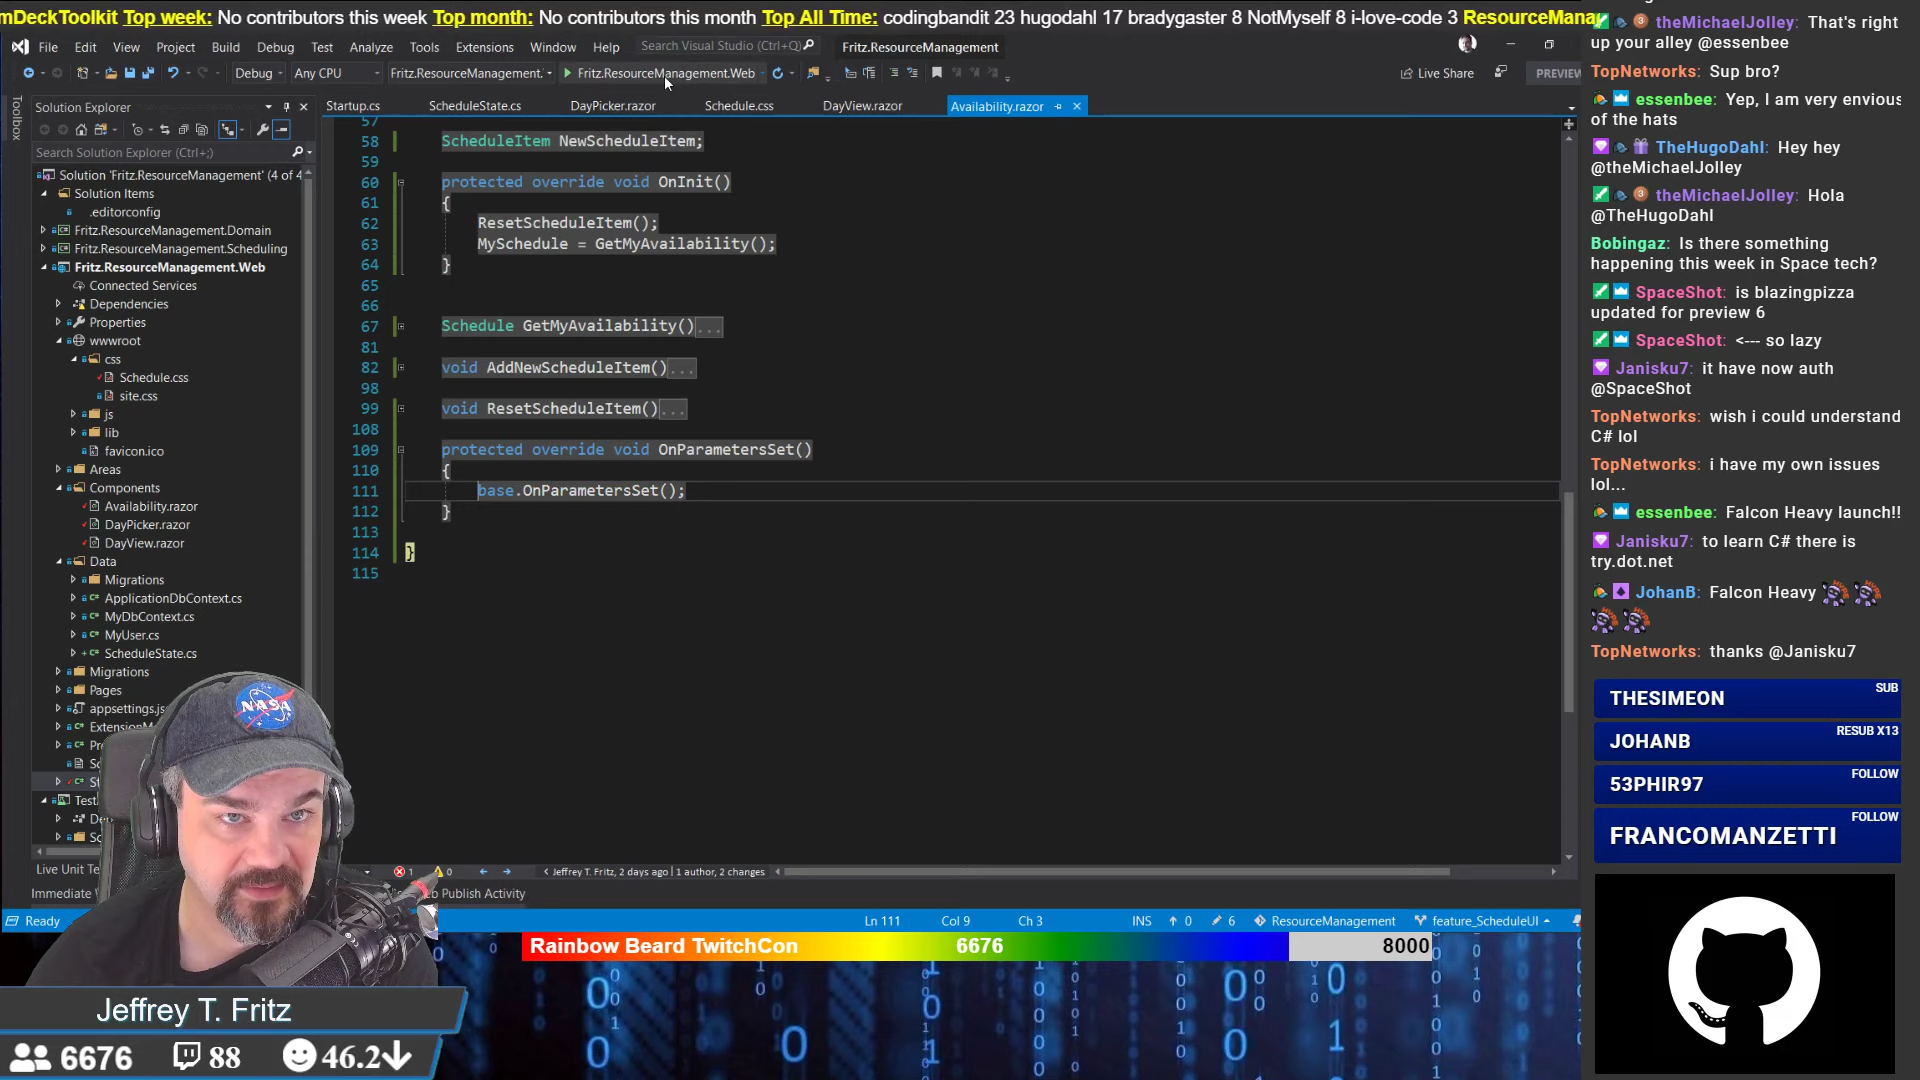 mDeckToolkit Top week: No contributors this week Top month: No contributors this month Top All Time: codingbandit 23 hugodahl 17 bradygaster 8 NotMyself 8 i-love-code 3 ResourceMana
File Edit View Project Build Debug Test Analyze Tools Extensions Window Help Search Visual Studio (Ctrl+Q) Fritz.ResourceManagement
Debug Any CPU Fritz.ResourceManagement. Fritz.ResourceManagement.Web Live Share PREVIEW
Toolbox
Solution Explorer
Search Solution Explorer (Ctrl+;)
Solution 'Fritz.ResourceManagement' (4 of 4
Solution Items
.editorconfig
Fritz.ResourceManagement.Domain
Fritz.ResourceManagement.Scheduling
Fritz.ResourceManagement.Web
Connected Services
Dependencies
Properties
wwwroot
css
Schedule.css
site.css
js
lib
favicon.ico
Areas
Components
Availability.razor
DayPicker.razor
DayView.razor
Data
Migrations
ApplicationDbContext.cs
MyDbContext.cs
MyUser.cs
ScheduleState.cs
Migrations
Pages
appsettings.js
Startup.cs ScheduleState.cs DayPicker.razor Schedule.css DayView.razor Availability.razor
57
58 ScheduleItem NewScheduleItem;
59
60 protected override void OnInit()
61 {
62 ResetScheduleItem();
63 MySchedule = GetMyAvailability();
64 }
65
66
67 Schedule GetMyAvailability()...
81
82 void AddNewScheduleItem()...
98
99 void ResetScheduleItem()...
108
109 protected override void OnParametersSet()
110 {
111 base.OnParametersSet();
112 }
113
114 }
115
1 0 Jeffrey T. Fritz, 2 days ago | 1 author, 2 changes
Publish Activity
Ready Ln 111 Col 9 Ch 3 INS 0 6 ResourceManagement feature_ScheduleUI
Rainbow Beard TwitchCon 6676 8000
Jeffrey T. Fritz
6676 88 46.2
NASA
theMichaelJolley: That's right
up your alley @essenbee
TopNetworks: Sup bro?
essenbee: Yep, I am very envious
of the hats
TheHugoDahl: Hey hey
@theMichaelJolley
theMichaelJolley: Hola
@TheHugoDahl
Bobingaz: Is there something
happening this week in Space tech?
SpaceShot: is blazingpizza
updated for preview 6
SpaceShot: <--- so lazy
Janisku7: it have now auth
@SpaceShot
TopNetworks: wish i could understand
C# lol
TopNetworks: i have my own issues
lol...
essenbee: Falcon Heavy launch!!
Janisku7: to learn C# there is
try.dot.net
JohanB: Falcon Heavy
TopNetworks: thanks @Janisku7
THESIMEON SUB
JOHANB RESUB X13
53PHIR97 FOLLOW
FRANCOMANZETTI FOLLOW